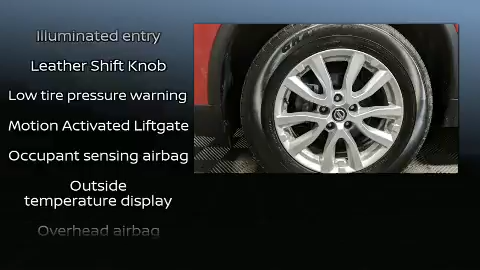 Illuminated entry
Leather Shift Knob
Low tire pressure warning
Motion Activated Liftgate
Occupant sensing airbag
Outside
temperature display
Overhead airbag